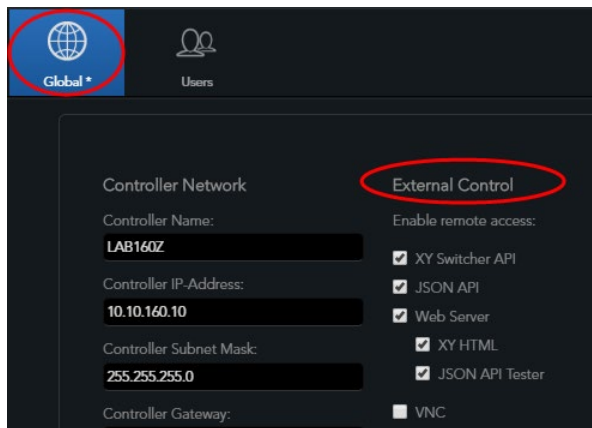 Global *
Users
Controller Network
External Control
Controller Name:
Enable remote access:
LAB160Z
XY Switcher API
Controller IP-Address:
JSON API
10.10.160.10
Web Server
Controller Subnet Mask:
XY HTML
255.255.255.0
JSON API Tester
Controller Gateway:
VNC